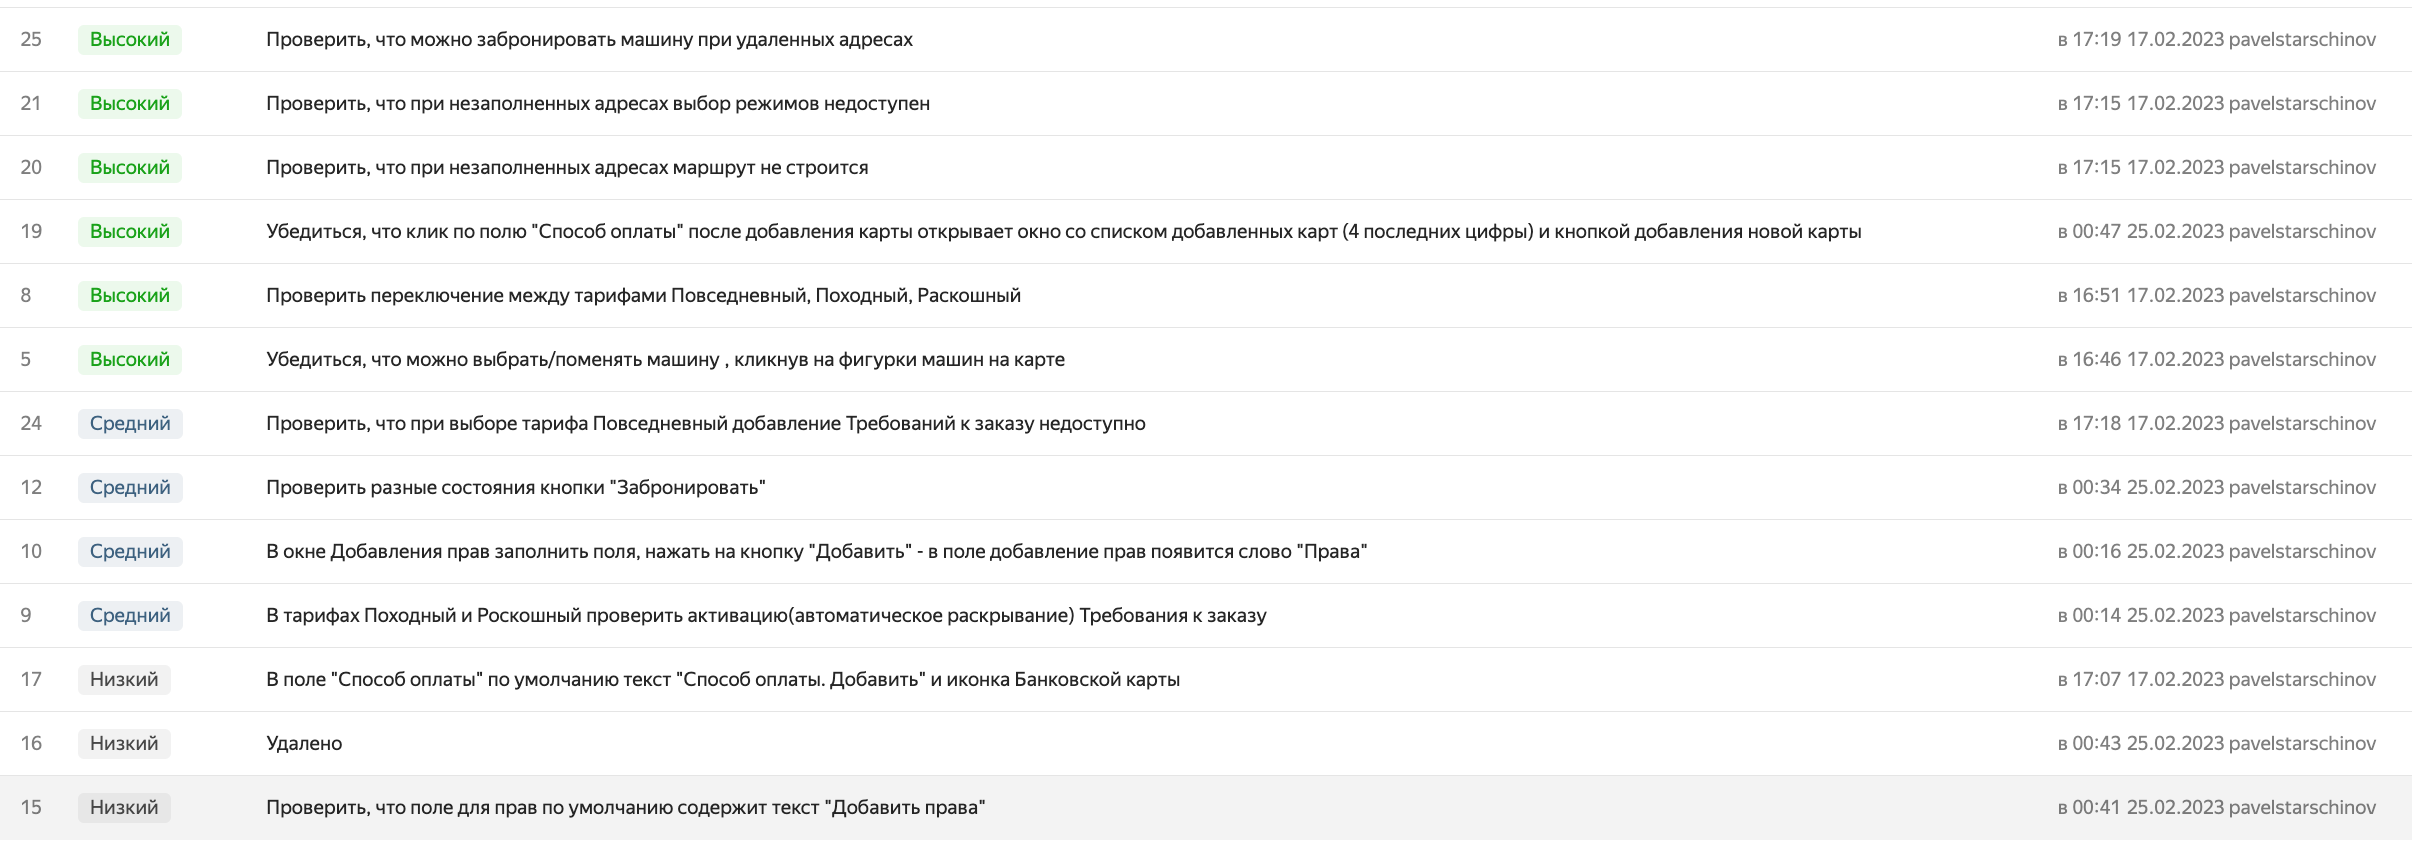 25 Высокий Проверить, что можно забронировать машину при удаленных адресах в 17:19 17.02.2023 pavelstarschinov
21 Высокий Проверить, что при незаполненных адресах выбор режимов недоступен в 17:15 17.02.2023 pavelstarschinov
20 Высокий Проверить, что при незаполненных адресах маршрут не строится в 17:15 17.02.2023 pavelstarschinov
19 Высокий Убедиться, что клик по полю "Способ оплаты" после добавления карты открывает окно со списком добавленных карт (4 последних цифры) и кнопкой добавления новой карты в 00:47 25.02.2023 pavelstarschinov
8 Высокий Проверить переключение между тарифами Повседневный, Походный, Раскошный в 16:51 17.02.2023 pavelstarschinov
5 Высокий Убедиться, что можно выбрать/поменять машину , кликнув на фигурки машин на карте в 16:46 17.02.2023 pavelstarschinov
24 Средний Проверить, что при выборе тарифа Повседневный добавление Требований к заказу недоступно в 17:18 17.02.2023 pavelstarschinov
12 Средний Проверить разные состояния кнопки "Забронировать" в 00:34 25.02.2023 pavelstarschinov
10 Средний В окне Добавления прав заполнить поля, нажать на кнопку "Добавить" - в поле добавление прав появится слово "Права" в 00:16 25.02.2023 pavelstarschinov
9 Средний В тарифах Походный и Роскошный проверить активацию(автоматическое раскрывание) Требования к заказу в 00:14 25.02.2023 pavelstarschinov
17 Низкий В поле "Способ оплаты" по умолчанию текст "Способ оплаты. Добавить" и иконка Банковской карты в 17:07 17.02.2023 pavelstarschinov
16 Низкий Удалено в 00:43 25.02.2023 pavelstarschinov
15 Низкий Проверить, что поле для прав по умолчанию содержит текст "Добавить права" в 00:41 25.02.2023 pavelstarschinov